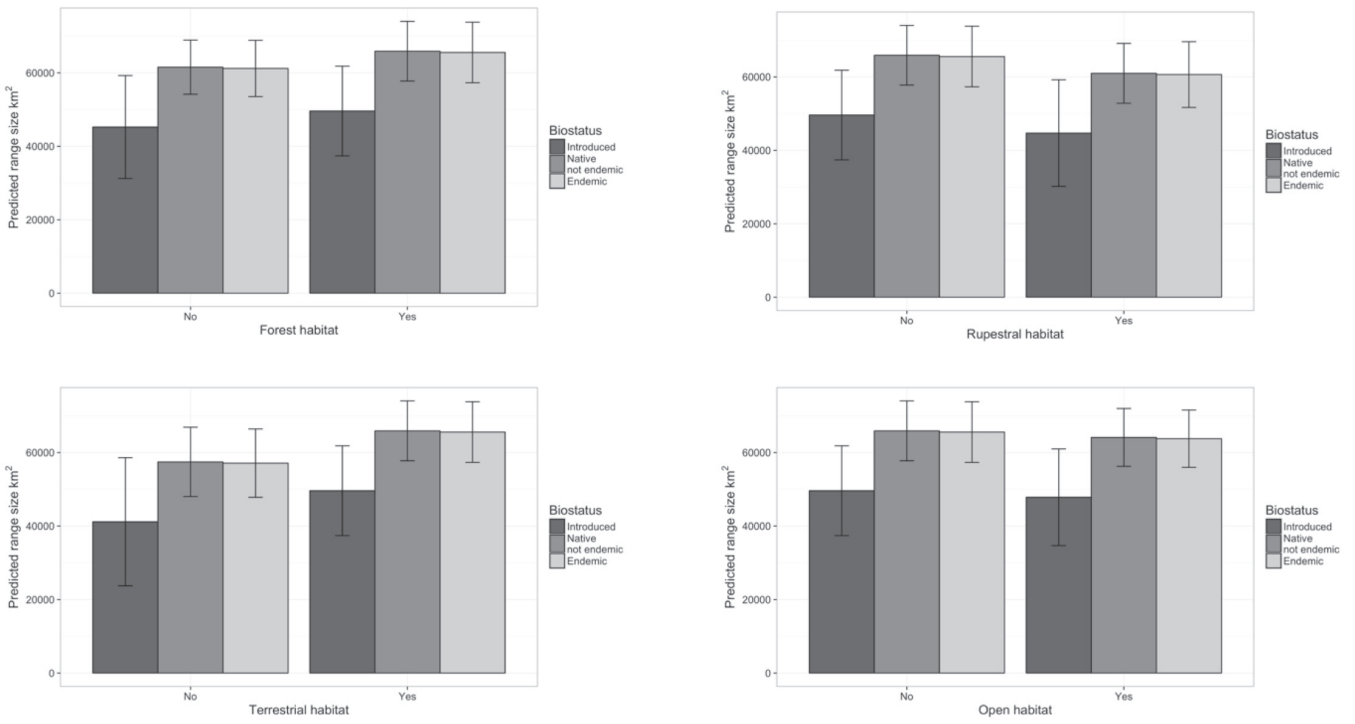 Predicted range size km²
60000
40000
20000
0
No
Yes
Forest habitat
Biostatus
Introduced
Native
not endemic
Endemic
Predicted range size km²
60000
40000
20000
0
No
Yes
Rupestral habitat
Biostatus
Introduced
Native
not endemic
Endemic
Predicted range size km²
60000
40000
20000
0
No
Yes
Terrestrial habitat
Biostatus
Introduced
Native
not endemic
Endemic
Predicted range size km²
60000
40000
20000
0
No
Yes
Open habitat
Biostatus
Introduced
Native
not endemic
Endemic